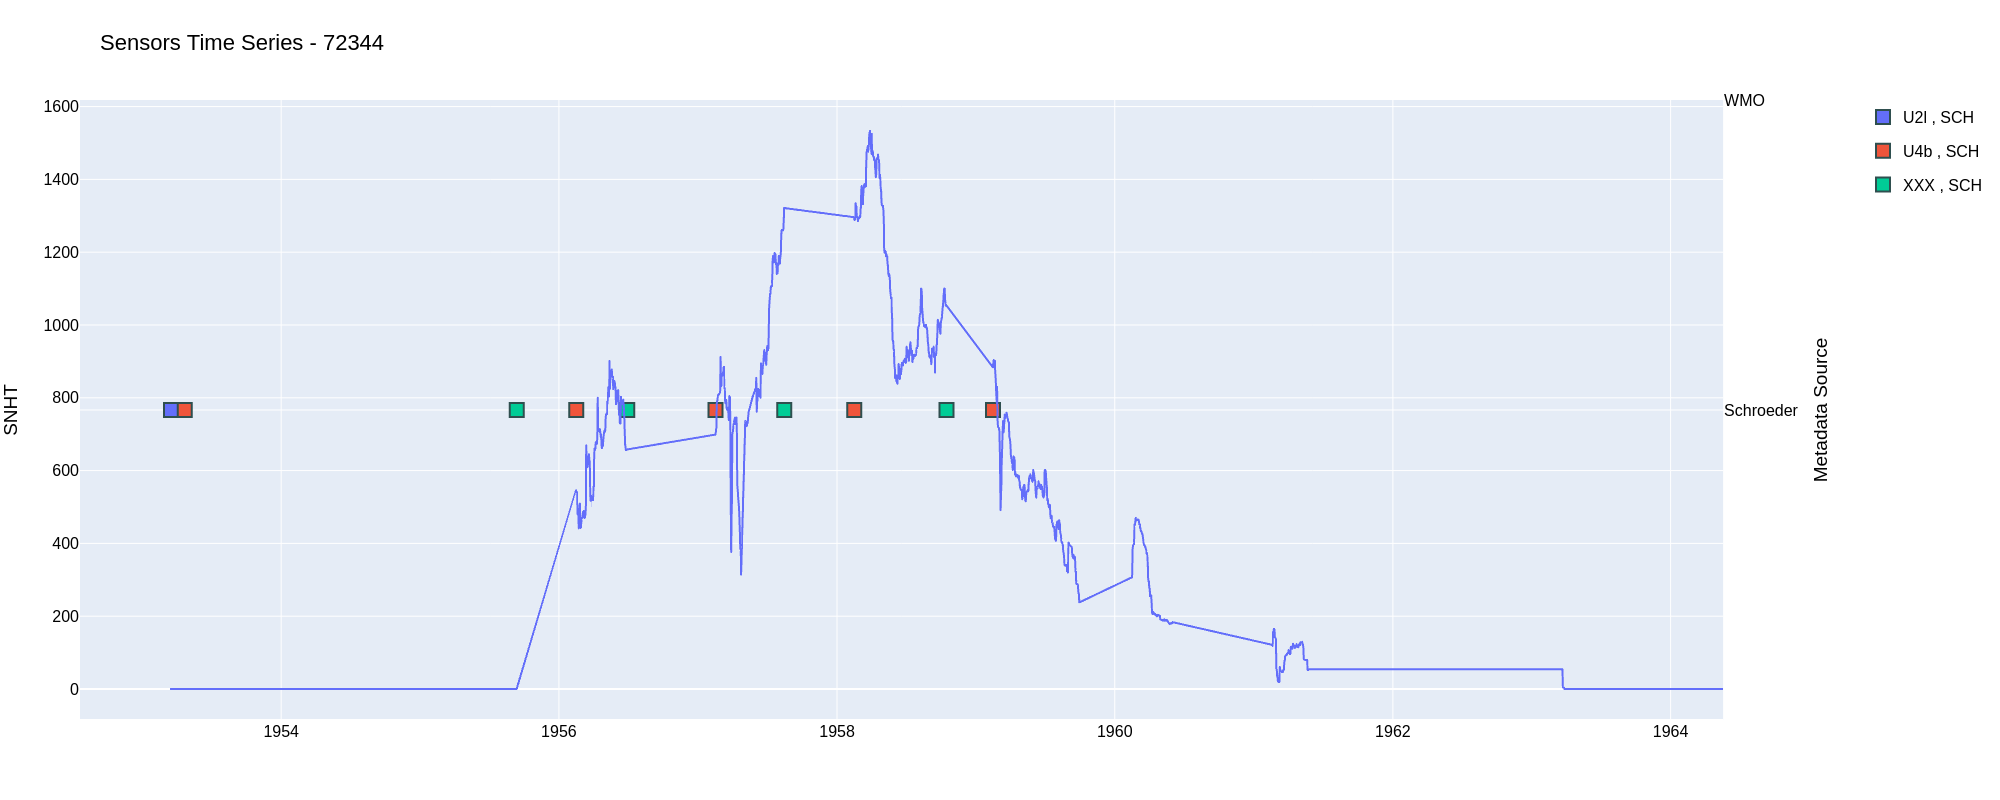 Sensors Time Series - 72344
1600
1400
1200
1000
800
600
400
200
0
SNHT
1954
1956
1958
1960
1962
1964
WMO
Schroeder
Metadata Source
U2l , SCH
U4b , SCH
XXX , SCH